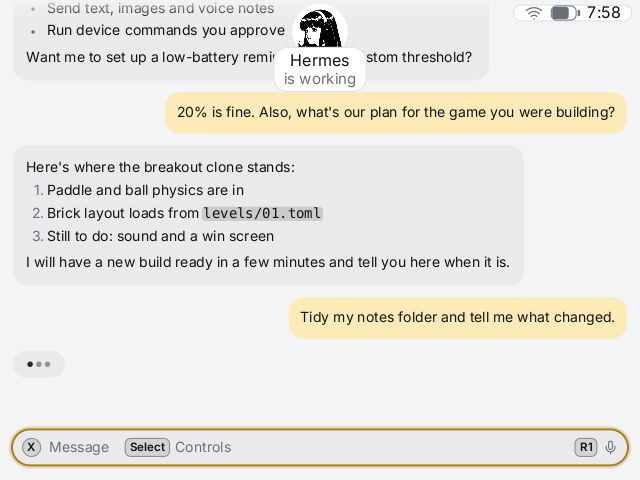 Send text, images and voice notes
Run device commands you approve
7:58
Hermes
is working
20% is fine. Also, what's our plan for the game you were building?
Here's where the breakout clone stands:
1. Paddle and ball physics are in
2. Brick layout loads from levels/01.toml
3. Still to do: sound and a win screen
I will have a new build ready in a few minutes and tell you here when it is.
Tidy my notes folder and tell me what changed.
X Message Select Controls R1
Want me to set up a low-battery
threshold?